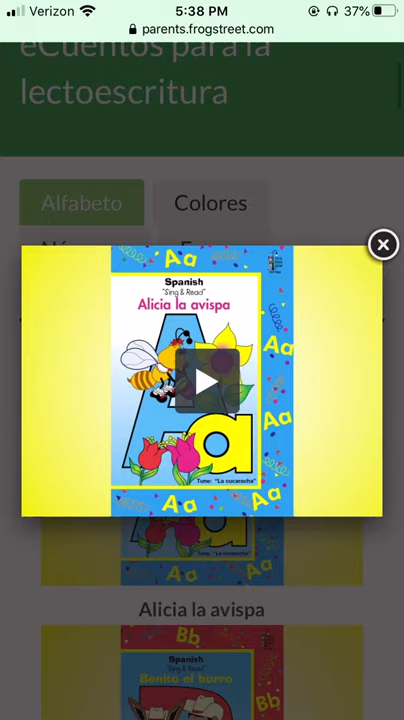 Verizon
5:38 PM
37%
parents.frogstreet.com
eCuentos para la
lectoescritura
Alfabeto
Colores
Aa
Spanish
"Sing & Read"
Alicia la avispa
Aa
Aa
A
a
Tune: "La cucaracha"
Aa
Aa
Tune: "La cucaracha"
Aa
Aa
Alicia la avispa
Bb
Spanish
"Sing & Read"
Benito el burro
Bb